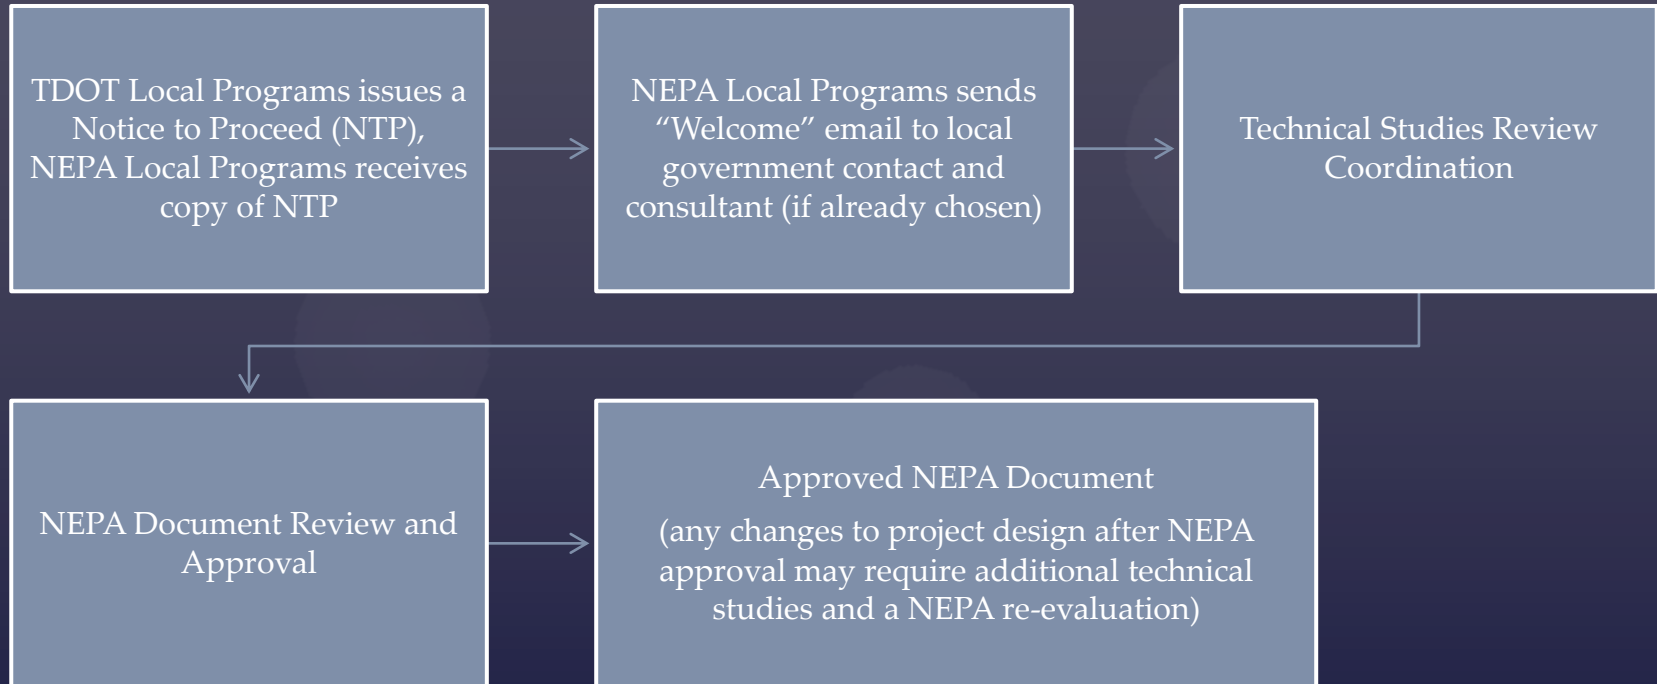 TDOT Local Programs issues a
Notice to Proceed (NTP),
NEPA Local Programs receives
copy of NTP
NEPA Local Programs sends
“Welcome” email to local
government contact and
consultant (if already chosen)
Technical Studies Review
Coordination
NEPA Document Review and
Approval
Approved NEPA Document
(any changes to project design after NEPA
approval may require additional technical
studies and a NEPA re-evaluation)